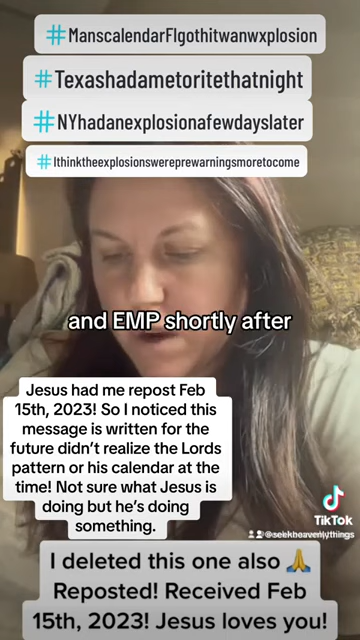 #ManscalendarFlgothitwanwxplosion
#Texashadametoritethatnight
#NYhadanexplosionafewdayslater
#Ithinktheexplosionswereprewarningsmoretocome
and EMP shortly after
Jesus had me repost Feb
15th, 2023! So I noticed this
message is written for the
future didn't realize the Lords
pattern or his calendar at the
time! Not sure what Jesus is
doing but he's doing
something.
TikTok
@seekheavenlythings
I deleted this one also 🙏
Reposted! Received Feb
15th, 2023! Jesus loves you!